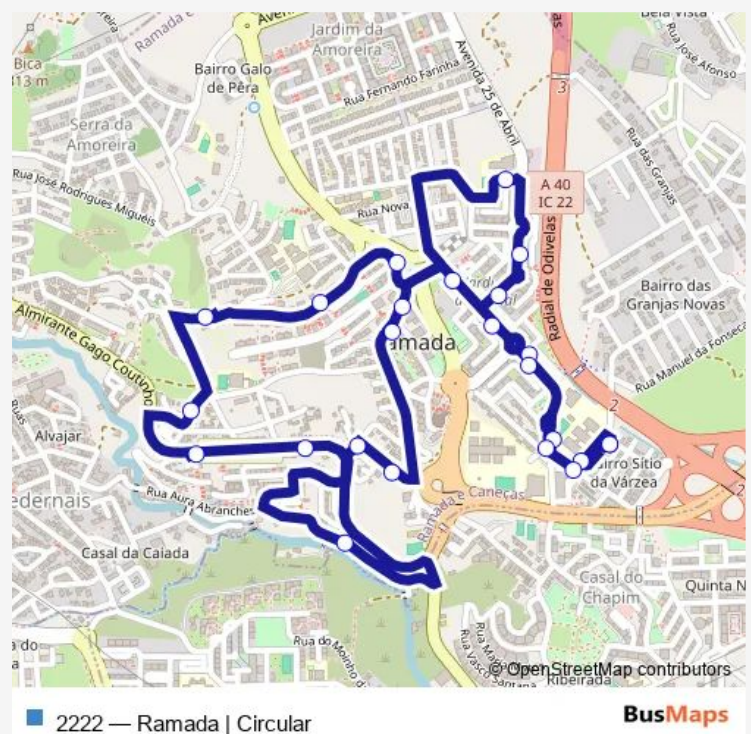 Bela Vista
Avenida
Jardim da
Amoreira
Ramada e
Bica
313 m
Bairro Galo
de Pêra
Rua Fernando Farinha
Avenida 25 de Abril
Rua José Afonso
3
Serra da
Amoreira
Rua das Granjas
Rua José Rodrigues Miguéis
A 40
IC 22
Rua Nova
Radial de Odivelas
Bairro das
Granjas Novas
Almirante Gago Coutinho
Ramada
Rua Manuel da Fonseca
2
Alvajar
Bairro Sítio
da Várzea
Rua Aura Abranches
Ramada e Caneças
Casal da Caiada
Casal do
Chapim
Quinta N
Rua do Moinho d
Ribeirada
© OpenStreetMap contributors
2222 — Ramada | Circular
BusMaps